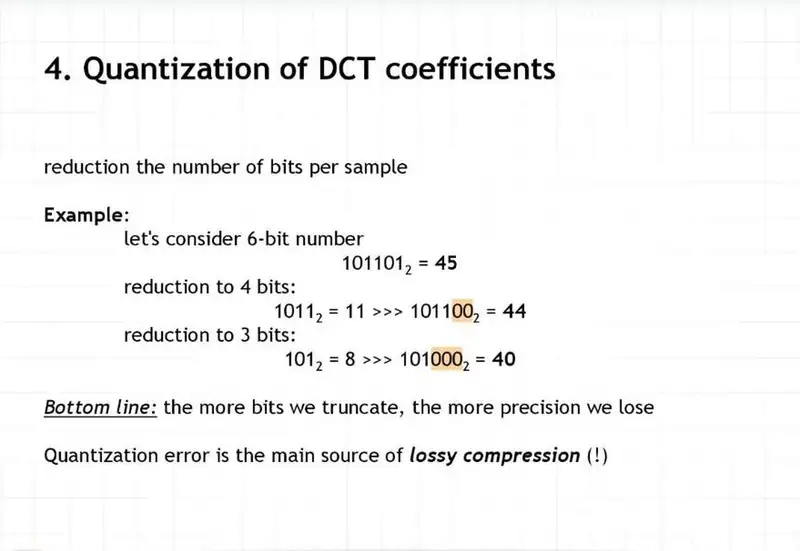 4. Quantization of DCT coefficients
reduction the number of bits per sample
Example:
let's consider 6-bit number
101101₂ = 45
reduction to 4 bits:
1011₂ = 11 >>> 101100₂ = 44
reduction to 3 bits:
101₂ = 8 >>> 101000₂ = 40
Bottom line: the more bits we truncate, the more precision we lose
Quantization error is the main source of lossy compression (!)